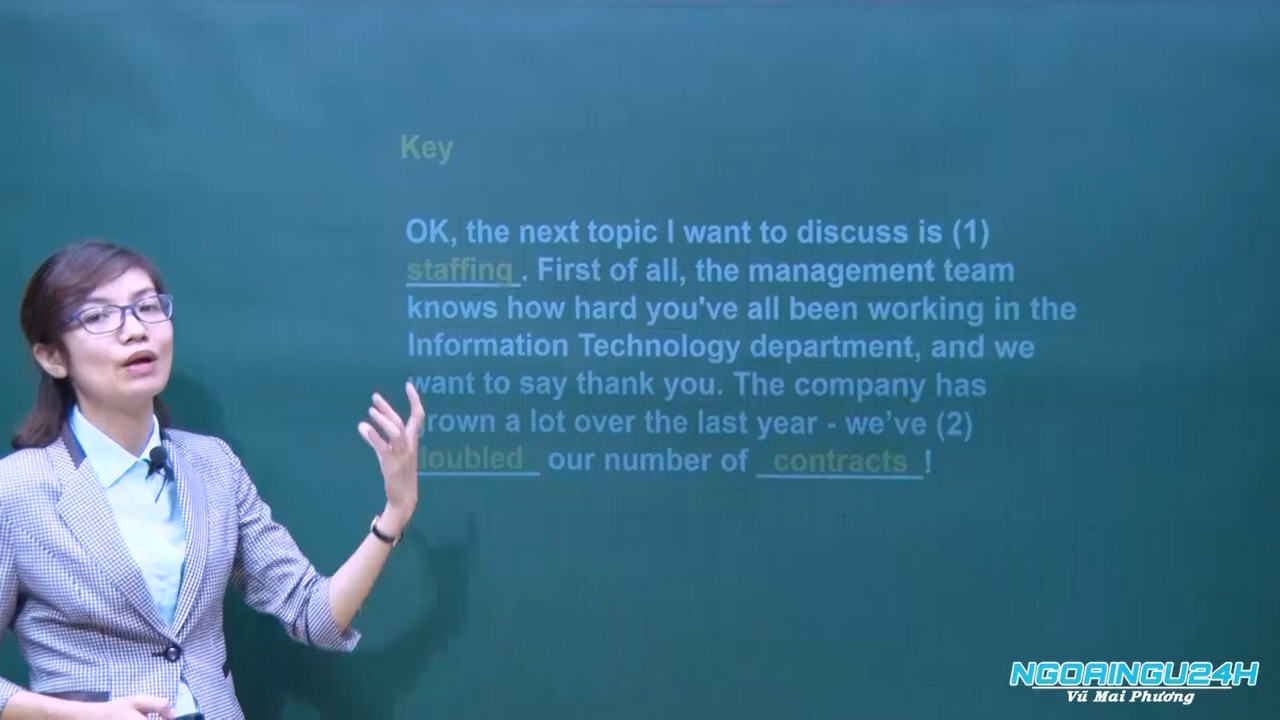 Key
OK, the next topic I want to discuss is (1)
staffing. First of all, the management team
knows how hard you've all been working in the
Information Technology department, and we
want to say thank you. The company has
grown a lot over the last year - we’ve (2)
doubled our number of contracts!
NGOAINGU24H
Vũ Mai Phương